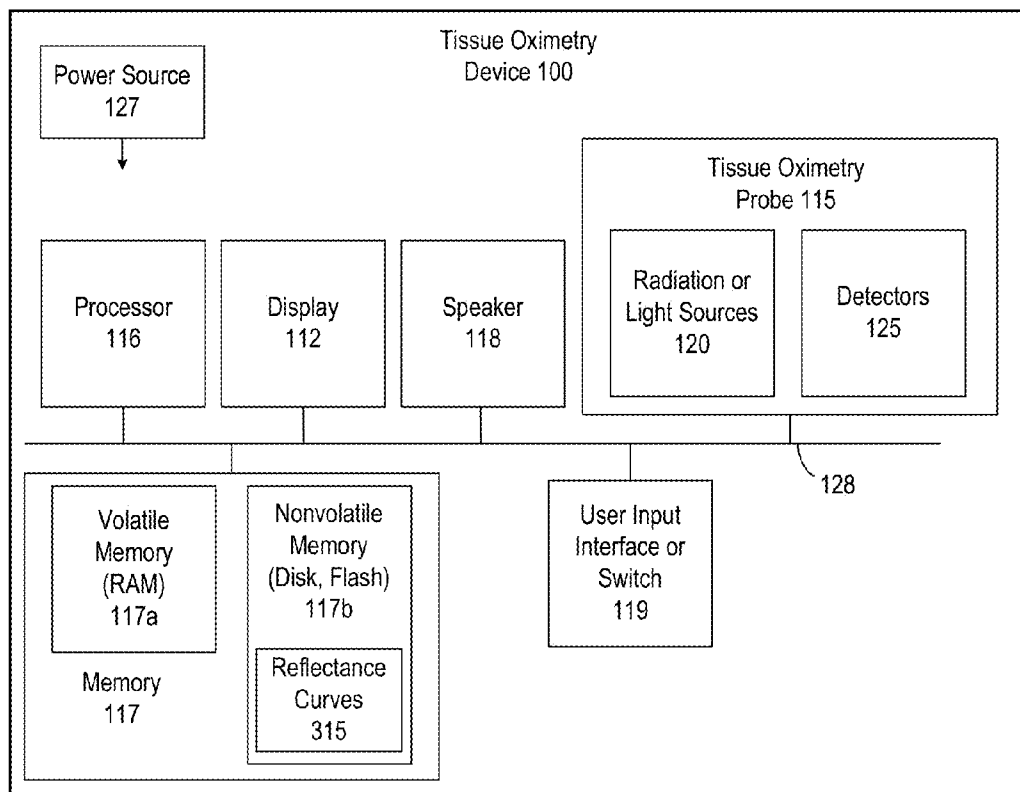 Tissue Oximetry
Device 100
Power Source
127
Tissue Oximetry
Probe 115
Processor
116
Display
112
Speaker
118
Radiation or
Light Sources
120
Detectors
125
128
Volatile
Memory
(RAM)
117a
Memory
117
Nonvolatile
Memory
(Disk, Flash)
117b
Reflectance
Curves
315
User Input
Interface or
Switch
119